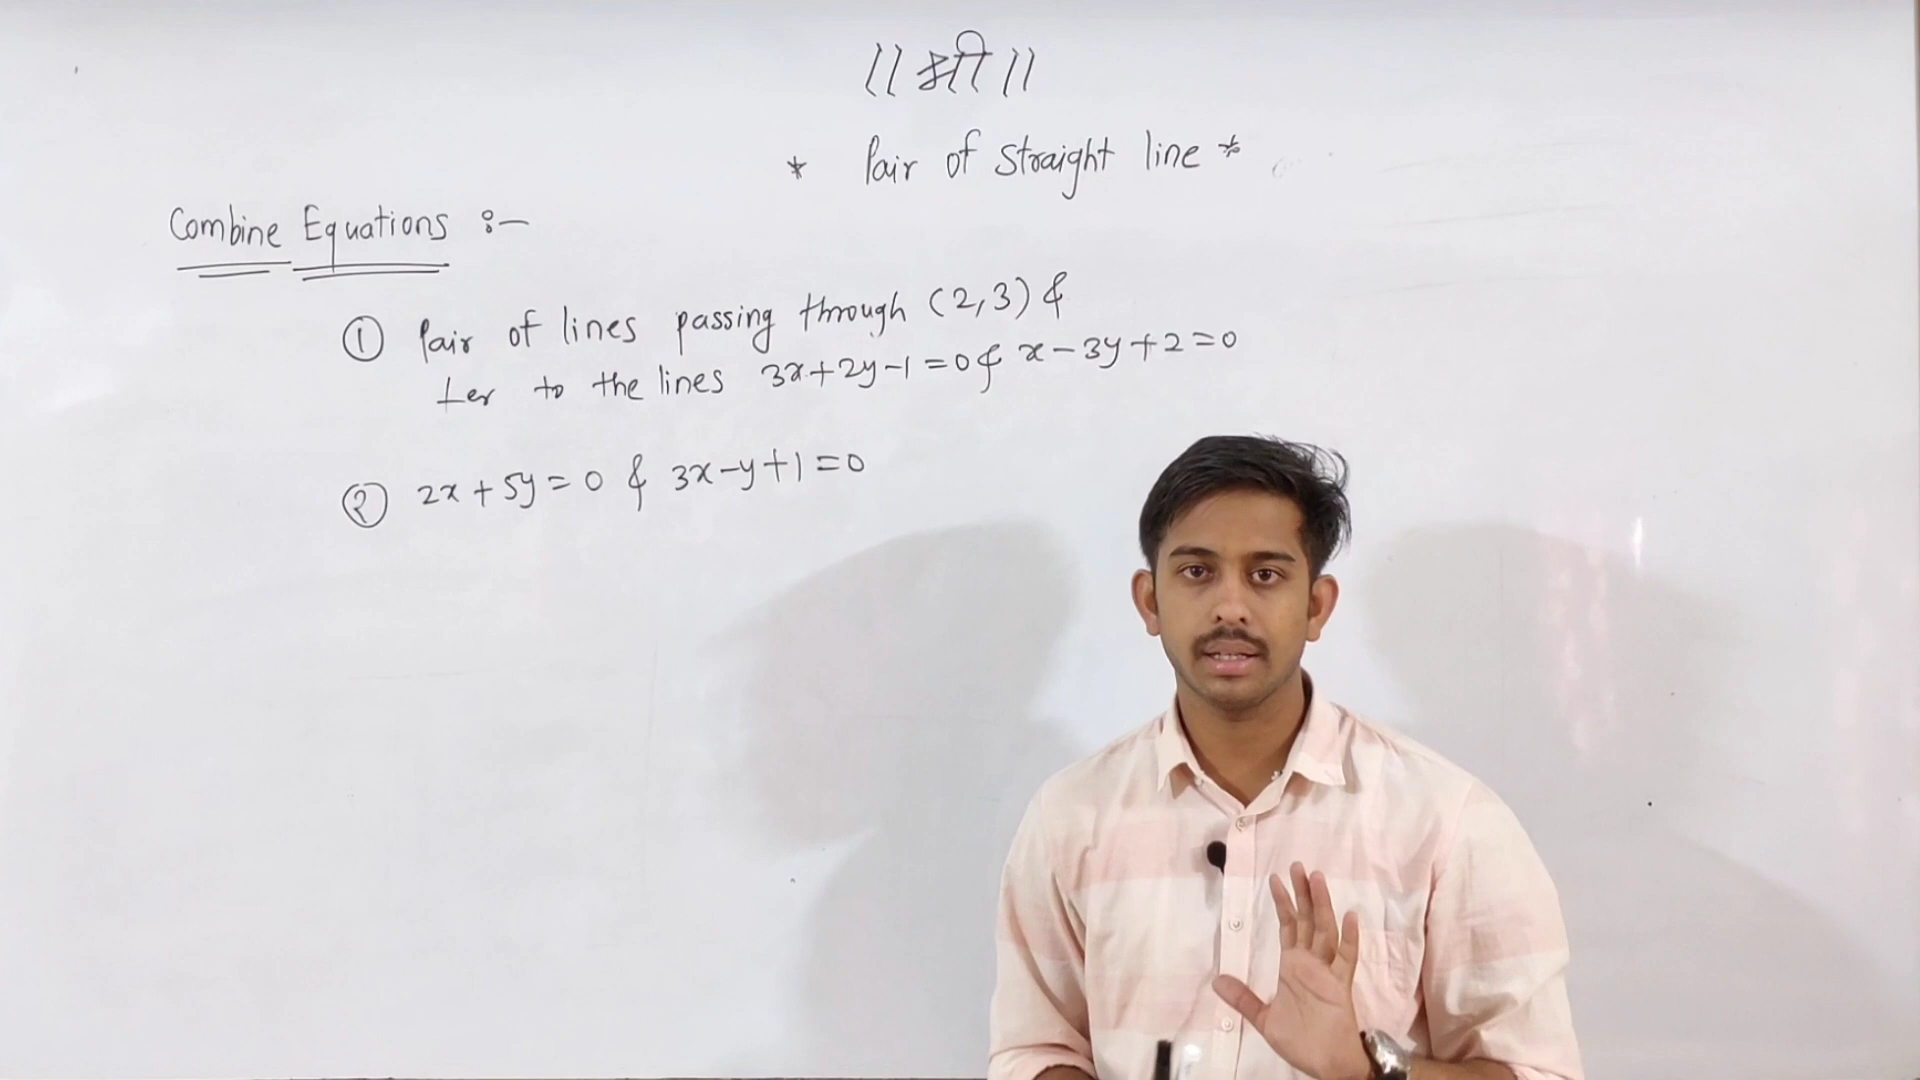 ॥ श्री ॥
* Pair of straight line *
Combine Equations :-
① Pair of lines passing through (2,3) &
⊥er to the lines 3x+2y-1=0 & x-3y+2=0
② 2x+5y=0 & 3x-y+1=0